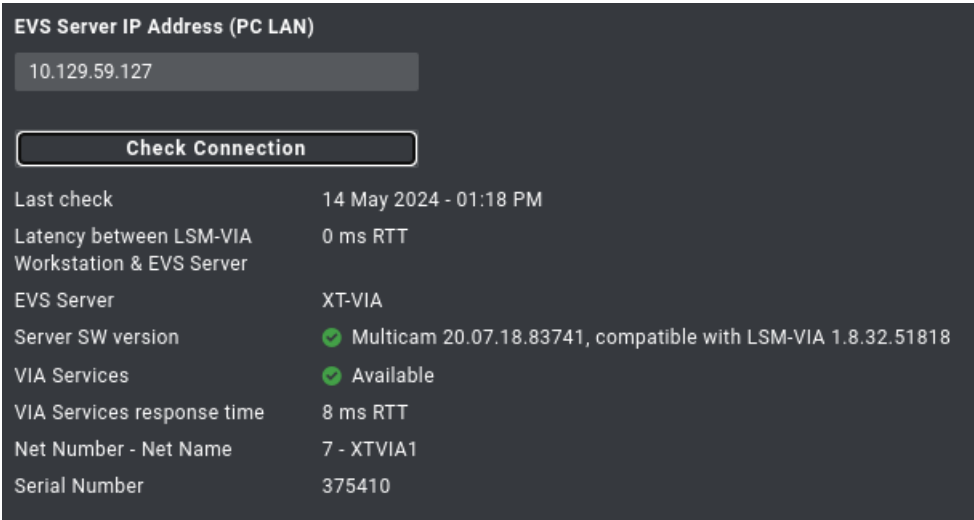 EVS Server IP Address (PC LAN)
10.129.59.127
Check Connection
Last check 14 May 2024 - 01:18 PM
Latency between LSM-VIA 0 ms RTT
Workstation & EVS Server
EVS Server XT-VIA
Server SW version Multicam 20.07.18.83741, compatible with LSM-VIA 1.8.32.51818
VIA Services Available
VIA Services response time 8 ms RTT
Net Number - Net Name 7 - XTVIA1
Serial Number 375410